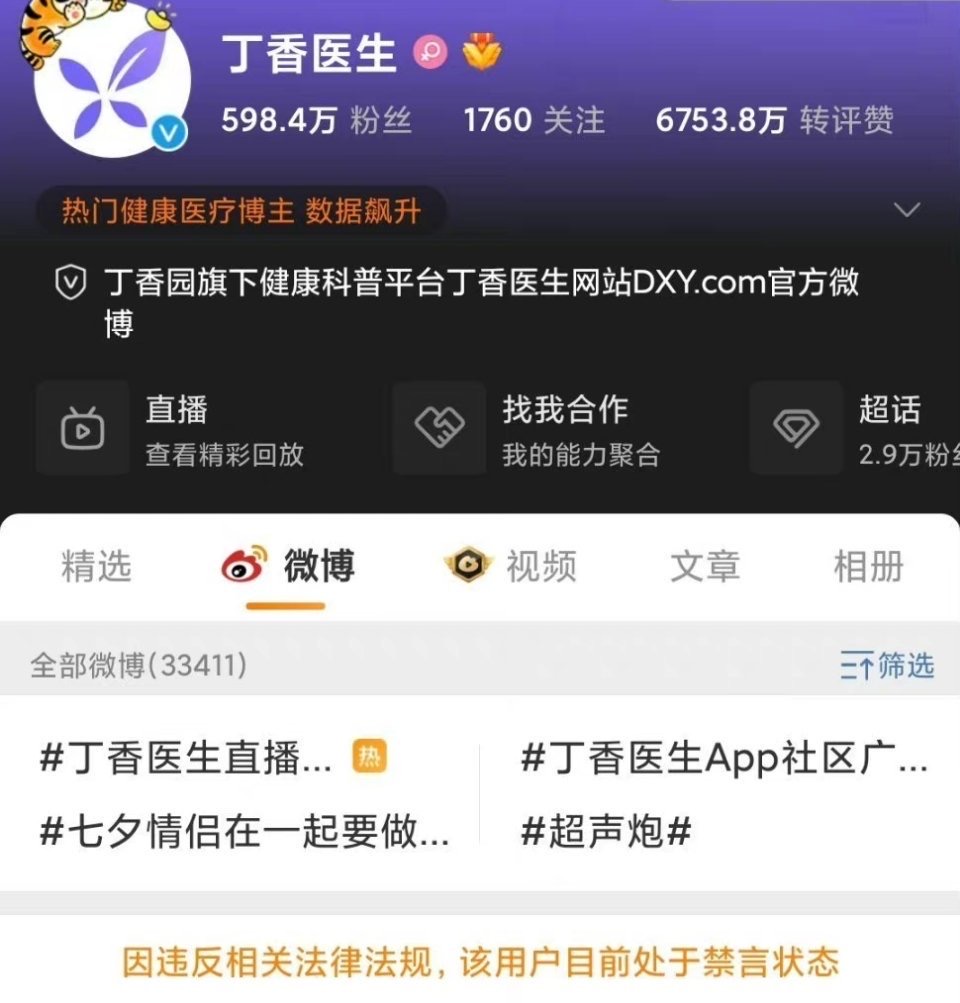 丁香医生
598.4万 粉丝 1760 关注 6753.8万 转评赞
热门健康医疗博主 数据飙升
丁香园旗下健康科普平台丁香医生网站DXY.com官方微
博
直播 找我合作 超话
查看精彩回放 我的能力聚合 2.9万粉丝
精选 微博 视频 文章 相册
全部微博(33411) 筛选
#丁香医生直播... 热 #丁香医生App社区广...
#七夕情侣在一起要做... #超声炮#
因违反相关法律法规，该用户目前处于禁言状态